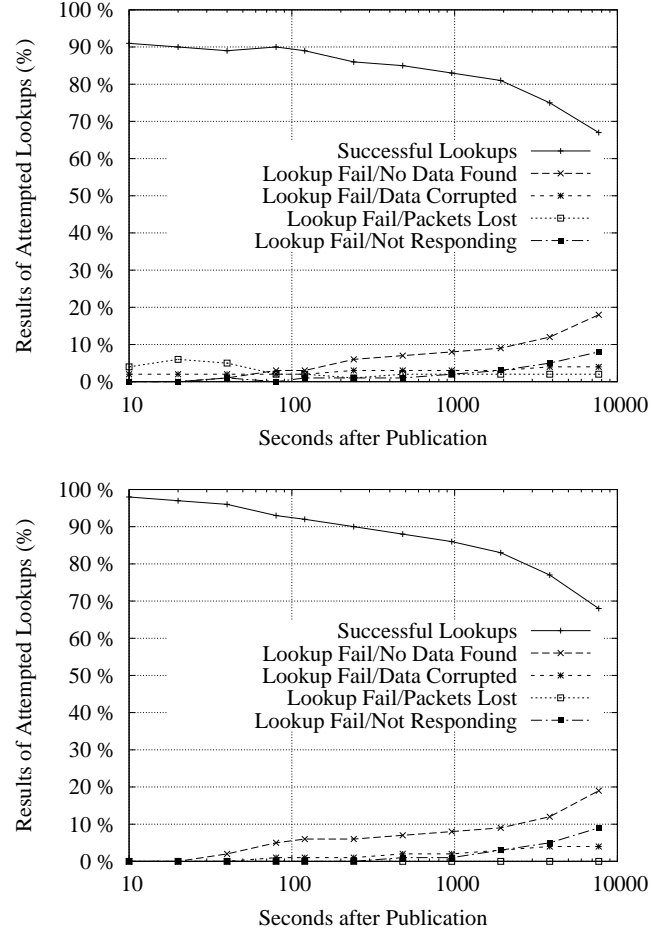 100 %
90 %
80 %
70 %
60 %
50 %
40 %
30 %
20 %
10 %
0 %
Results of Attempted Lookups (%)
Successful Lookups
Lookup Fail/No Data Found
Lookup Fail/Data Corrupted
Lookup Fail/Packets Lost
Lookup Fail/Not Responding
10
100
1000
10000
Seconds after Publication
100 %
90 %
80 %
70 %
60 %
50 %
40 %
30 %
20 %
10 %
0 %
Results of Attempted Lookups (%)
Successful Lookups
Lookup Fail/No Data Found
Lookup Fail/Data Corrupted
Lookup Fail/Packets Lost
Lookup Fail/Not Responding
10
100
1000
10000
Seconds after Publication